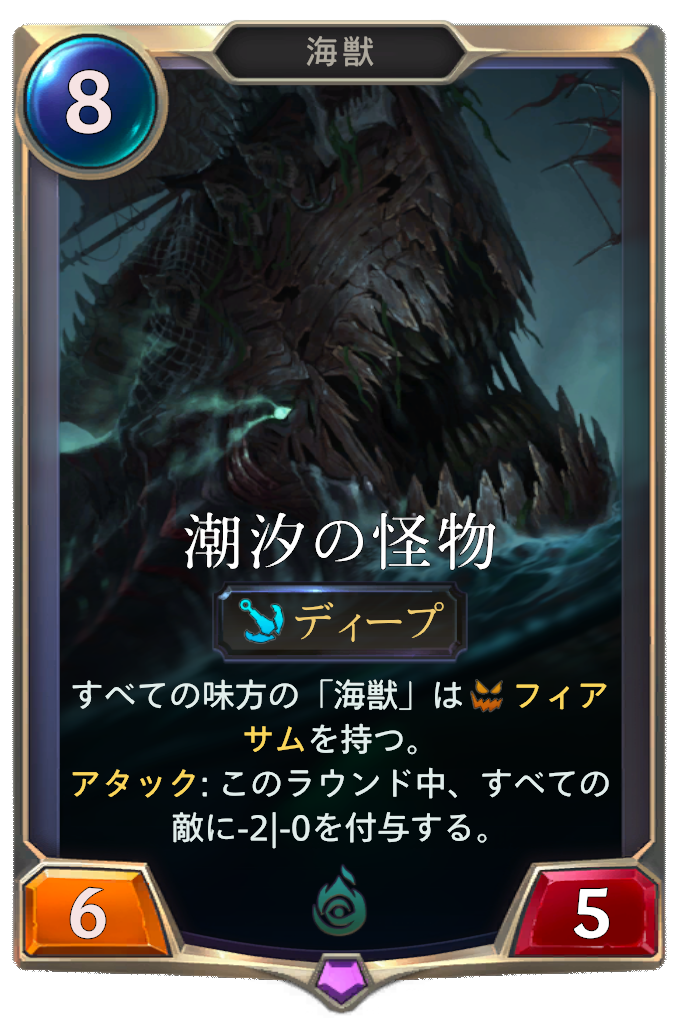 海獣
8
潮汐の怪物
ディープ
すべての味方の「海獣」はフィア
サムを持つ。
アタック: このラウンド中、すべての
敵に-2|-0を付与する。
6
5